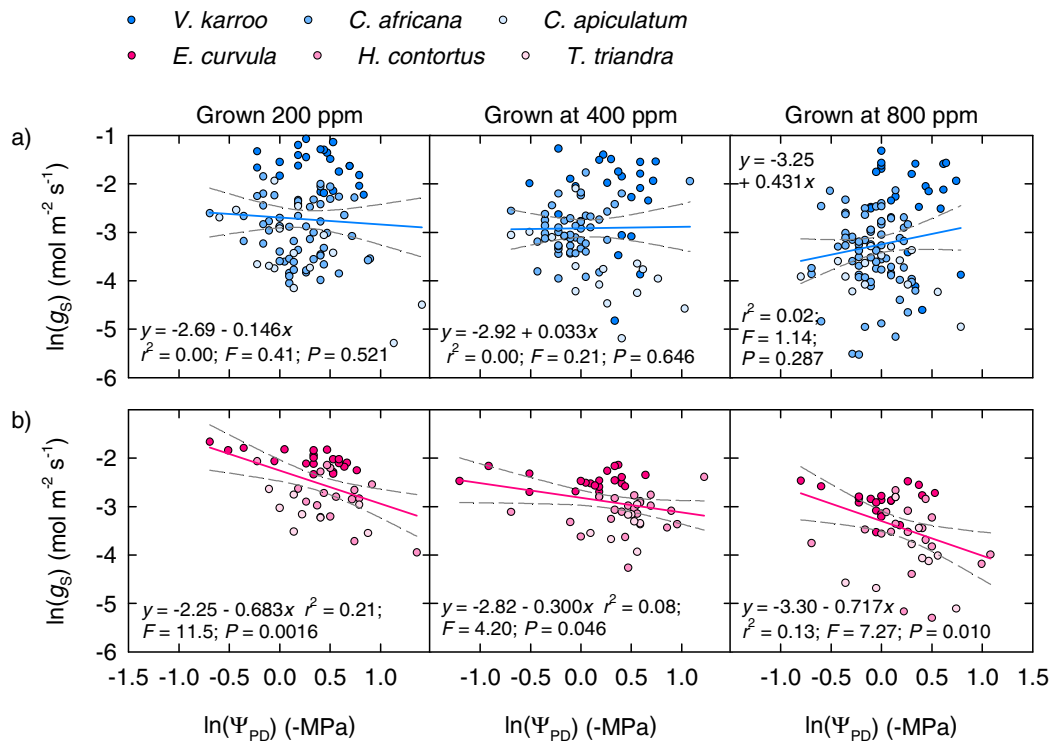 V. karroo C. africana C. apiculatum
E. curvula H. contortus T. triandra
Grown 200 ppm Grown at 400 ppm Grown at 800 ppm
a)
ln(gS) (mol m-2 s-1)
-1
-2
-3
-4
-5
-6
y = -2.69 - 0.146x
r2 = 0.00; F = 0.41; P = 0.521
y = -2.92 + 0.033x
r2 = 0.00; F = 0.21; P = 0.646
y = -3.25
+ 0.431x
r2 = 0.02;
F = 1.14;
P = 0.287
b)
ln(gS) (mol m-2 s-1)
-2
-3
-4
-5
-6
y = -2.25 - 0.683x r2 = 0.21;
F = 11.5; P = 0.0016
y = -2.82 - 0.300x r2 = 0.08;
F = 4.20; P = 0.046
y = -3.30 - 0.717x
r2 = 0.13; F = 7.27; P = 0.010
-1.5 -1.0 -0.5 0.0 0.5 1.0 -1.0 -0.5 0.0 0.5 1.0 -1.0 -0.5 0.0 0.5 1.0 1.5
ln(ΨPD) (-MPa) ln(ΨPD) (-MPa) ln(ΨPD) (-MPa)